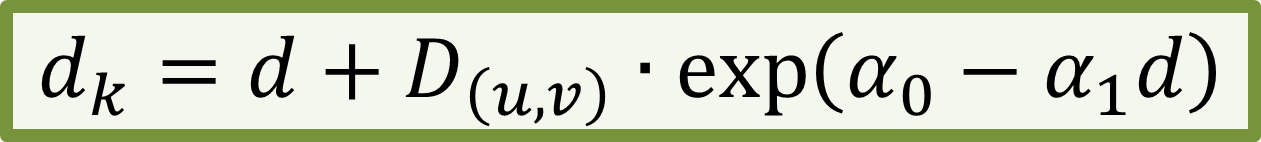 d_k = d + D_(u,v) · exp(α_0 − α_1 d)